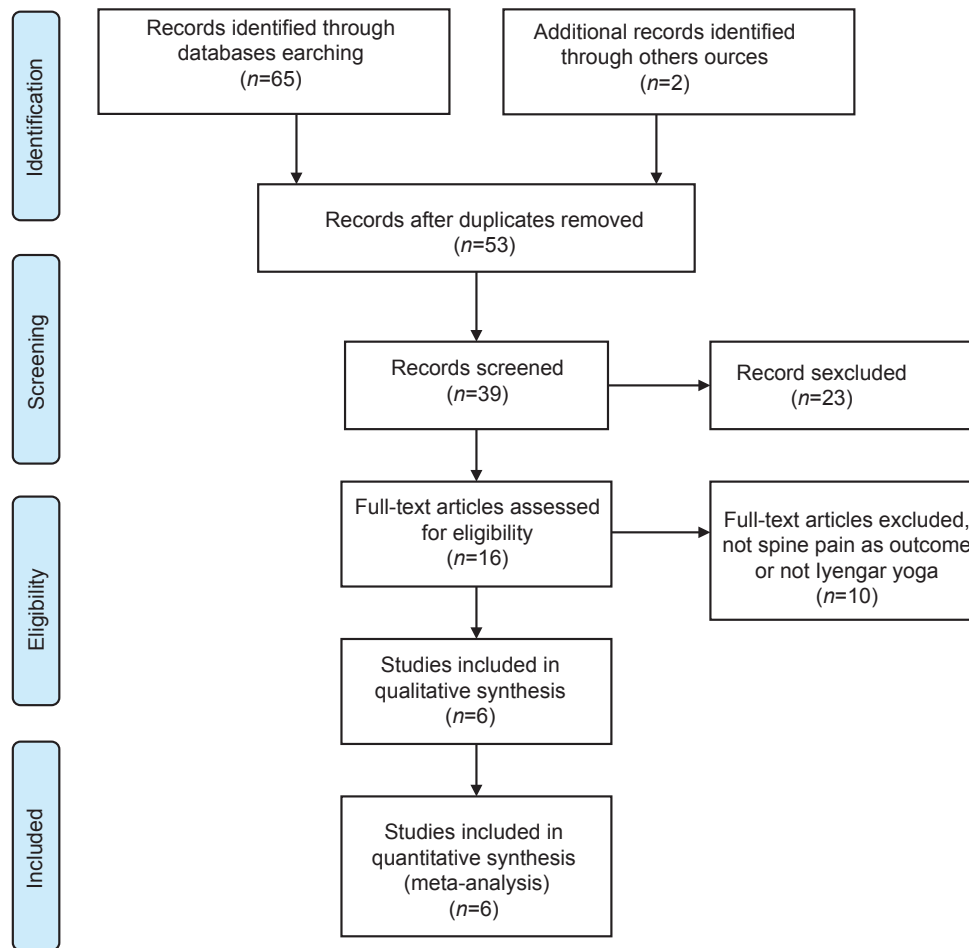 Identification
Records identified through
databases earching
(n=65)
Additional records identified
through others ources
(n=2)
Records after duplicates removed
(n=53)
Screening
Records screened
(n=39)
Record sexcluded
(n=23)
Eligibility
Full-text articles assessed
for eligibility
(n=16)
Full-text articles excluded,
not spine pain as outcome
or not Iyengar yoga
(n=10)
Studies included in
qualitative synthesis
(n=6)
Included
Studies included in
quantitative synthesis
(meta-analysis)
(n=6)